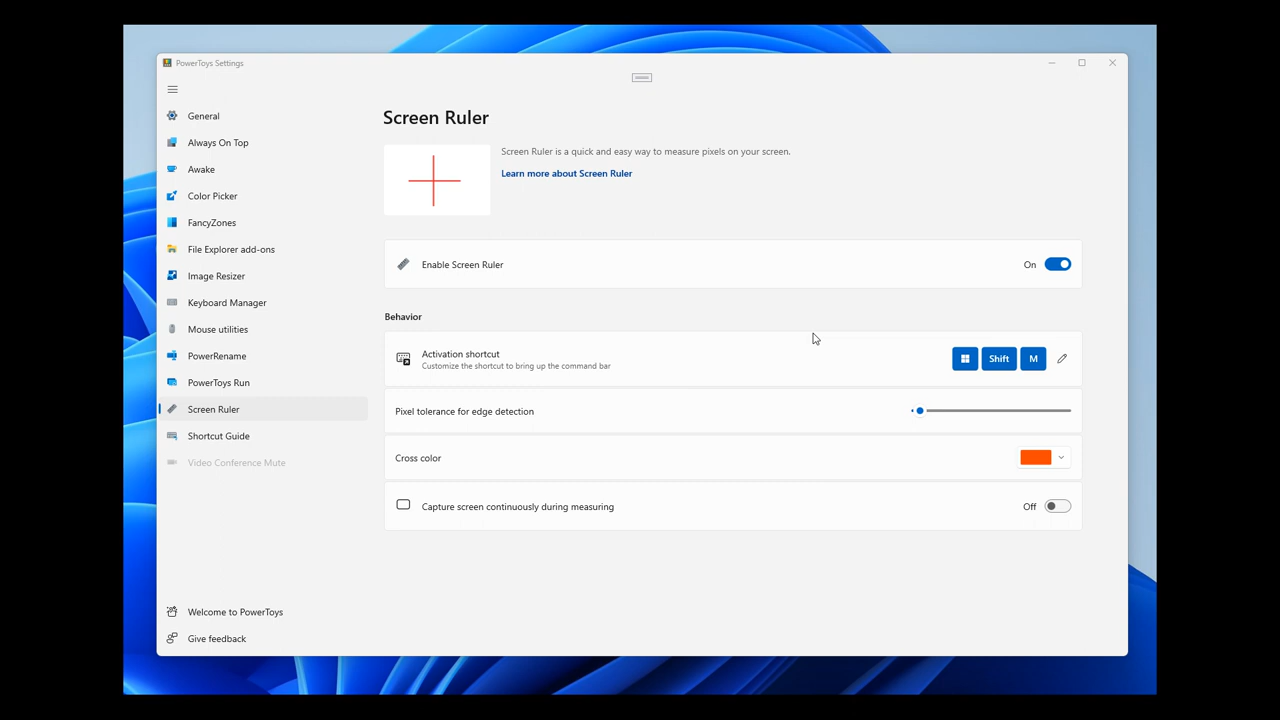 PowerToys Settings
General
Always On Top
Awake
Color Picker
FancyZones
File Explorer add-ons
Image Resizer
Keyboard Manager
Mouse utilities
PowerRename
PowerToys Run
Screen Ruler
Shortcut Guide
Video Conference Mute
Welcome to PowerToys
Give feedback
Screen Ruler
Screen Ruler is a quick and easy way to measure pixels on your screen.
Learn more about Screen Ruler
Enable Screen Ruler
On
Behavior
Activation shortcut
Customize the shortcut to bring up the command bar
Shift
M
Pixel tolerance for edge detection
Cross color
Capture screen continuously during measuring
Off